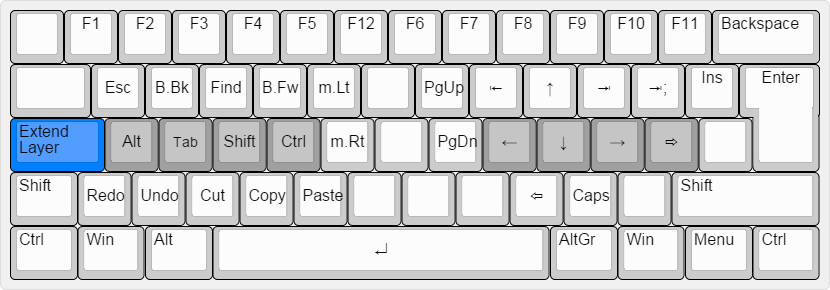 F1 F2 F3 F4 F5 F12 F6 F7 F8 F9 F10 F11 Backspace
Esc B.Bk Find B.Fw m.Lt PgUp ⇤ ↑ ⇥ ⇥; Ins Enter
Extend
Layer
Alt Tab Shift Ctrl m.Rt PgDn ← ↓ → ⇨
Shift Redo Undo Cut Copy Paste ⇦ Caps Shift
Ctrl Win Alt ↵ AltGr Win Menu Ctrl